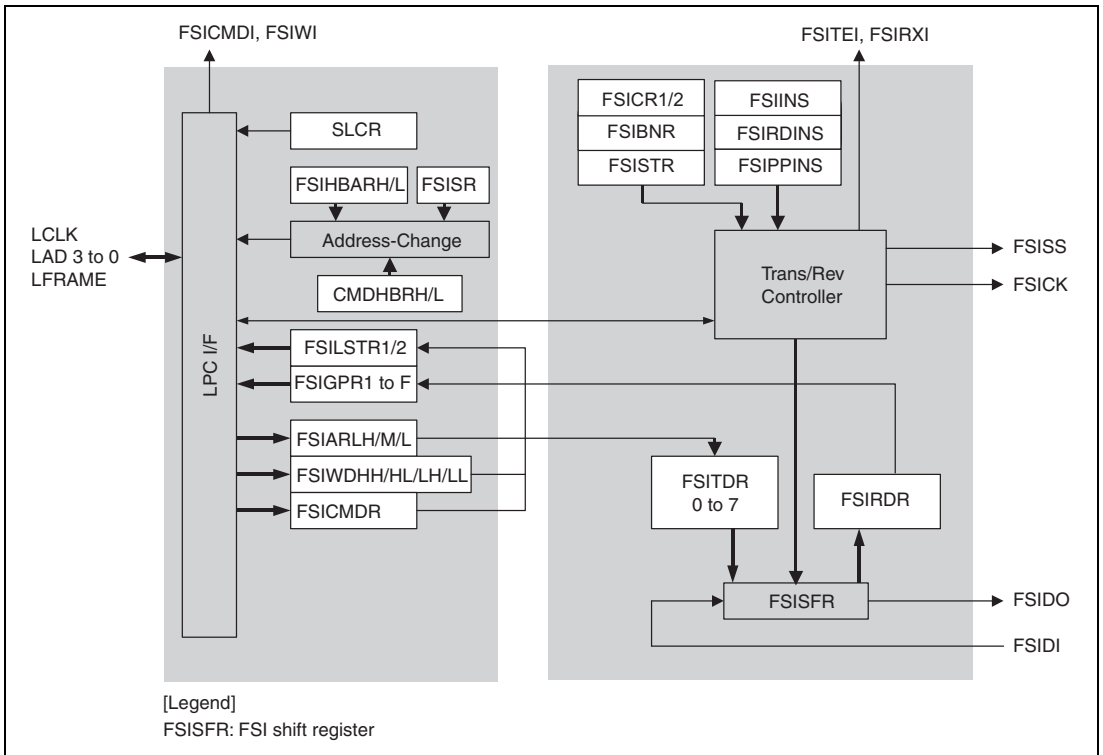 FSICMDI, FSIWI
FSITEI, FSIRXI
SLCR
FSIHBARH/L
FSISR
Address-Change
CMDHBRH/L
LCLK
LAD 3 to 0
LFRAME
LPC I/F
FSILSTR1/2
FSIGPR1 to F
FSIARLH/M/L
FSIWDHH/HL/LH/LL
FSICMDR
FSICR1/2
FSIBNR
FSISTR
FSIINS
FSIRDINS
FSIPPINS
Trans/Rev
Controller
FSISS
FSICK
FSITDR
0 to 7
FSIRDR
FSISFR
FSIDO
FSIDI
[Legend]
FSISFR: FSI shift register